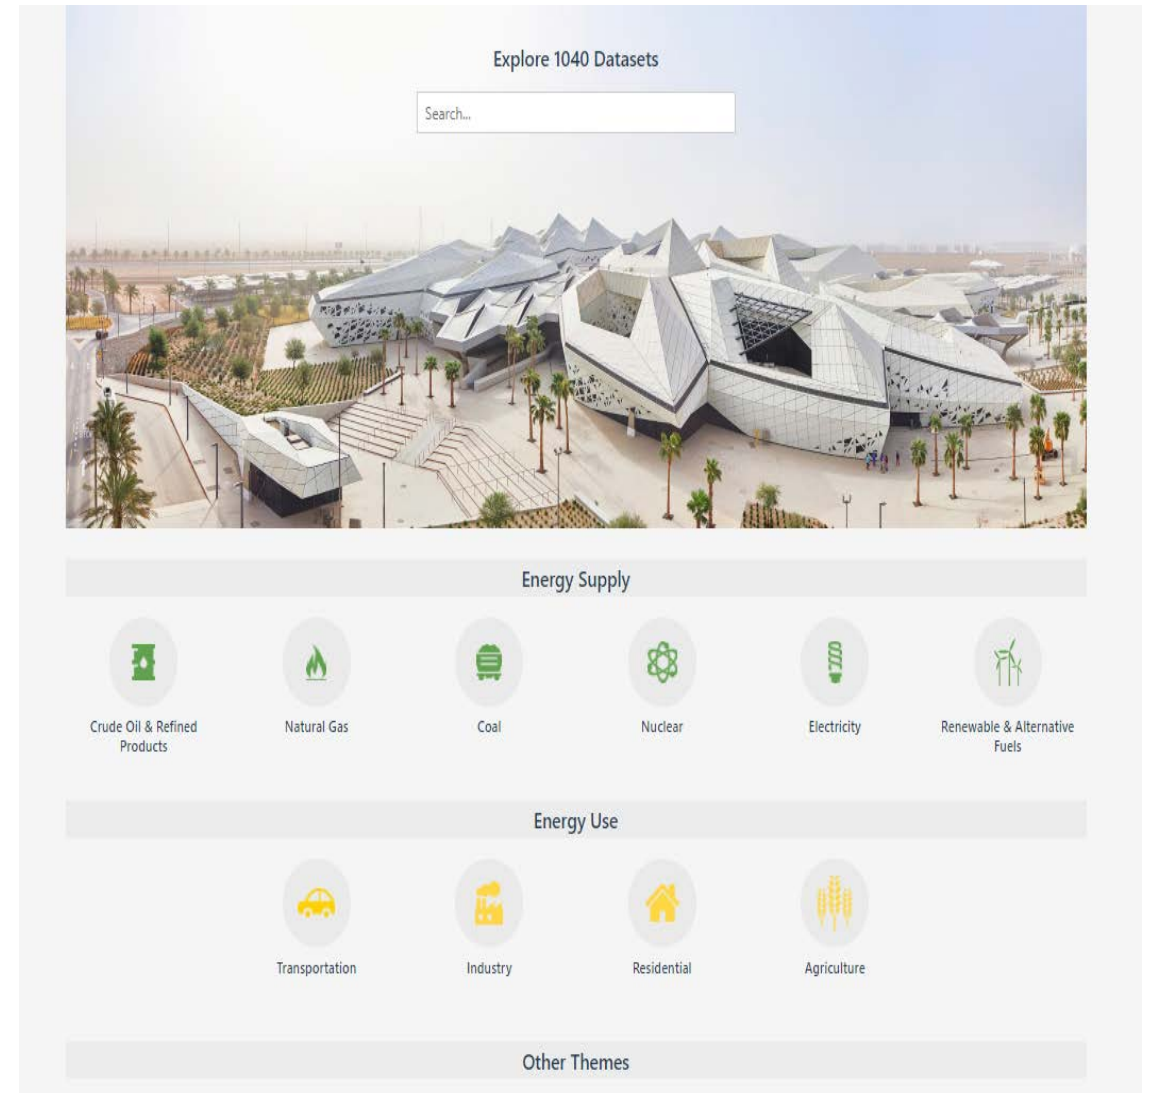 Explore 1040 Datasets
Search...
Energy Supply
Crude Oil & Refined
Products
Natural Gas
Coal
Nuclear
Electricity
Renewable & Alternative
Fuels
Energy Use
Transportation
Industry
Residential
Agriculture
Other Themes